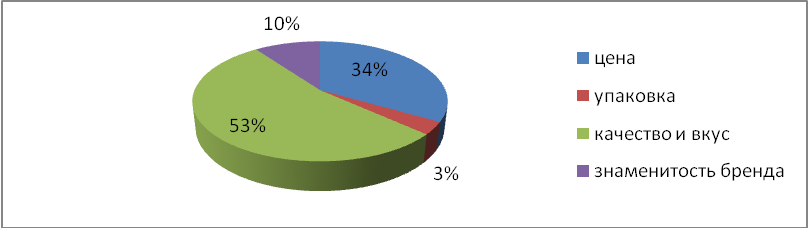 10%
34%
53%
3%
цена
упаковка
качество и вкус
знаменитость бренда